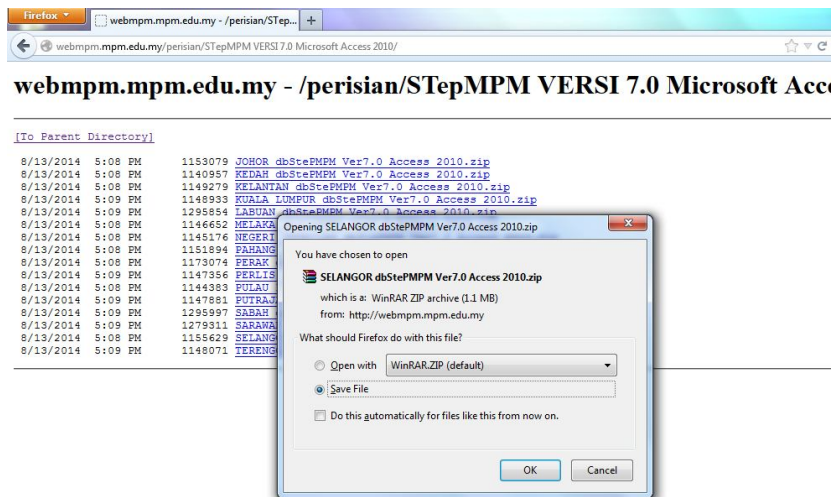 Firefox
webmpm.mpm.edu.my - /perisian/STep...
webmpm.mpm.edu.my/perisian/STepMPM VERSI 7.0 Microsoft Access 2010/
webmpm.mpm.edu.my - /perisian/STepMPM VERSI 7.0 Microsoft Acce
[To Parent Directory]
8/13/2014 5:08 PM 1153079 JOHOR dbStePMPM Ver7.0 Access 2010.zip
8/13/2014 5:08 PM 1140957 KEDAH dbStePMPM Ver7.0 Access 2010.zip
8/13/2014 5:08 PM 1149279 KELANTAN dbStePMPM Ver7.0 Access 2010.zip
8/13/2014 5:09 PM 1148933 KUALA LUMPUR dbStePMPM Ver7.0 Access 2010.zip
8/13/2014 5:09 PM 1295854 LABUAN dbStePMPM Ver7.0 Access 2010.zip
8/13/2014 5:08 PM 1146652 MELAKA
8/13/2014 5:08 PM 1145176 NEGERI
8/13/2014 5:08 PM 1151894 PAHANG
8/13/2014 5:08 PM 1173074 PERAK
8/13/2014 5:09 PM 1147356 PERLIS
8/13/2014 5:08 PM 1144383 PULAU
8/13/2014 5:09 PM 1147881 PUTRAJ
8/13/2014 5:09 PM 1295997 SABAH
8/13/2014 5:09 PM 1279311 SARAWA
8/13/2014 5:09 PM 1155629 SELANG
8/13/2014 5:09 PM 1148071 TERENG
Opening SELANGOR dbStePMPM Ver7.0 Access 2010.zip
You have chosen to open
SELANGOR dbStePMPM Ver7.0 Access 2010.zip
which is a: WinRAR ZIP archive (1.1 MB)
from: http://webmpm.mpm.edu.my
What should Firefox do with this file?
Open with WinRAR.ZIP (default)
Save File
Do this automatically for files like this from now on.
OK Cancel